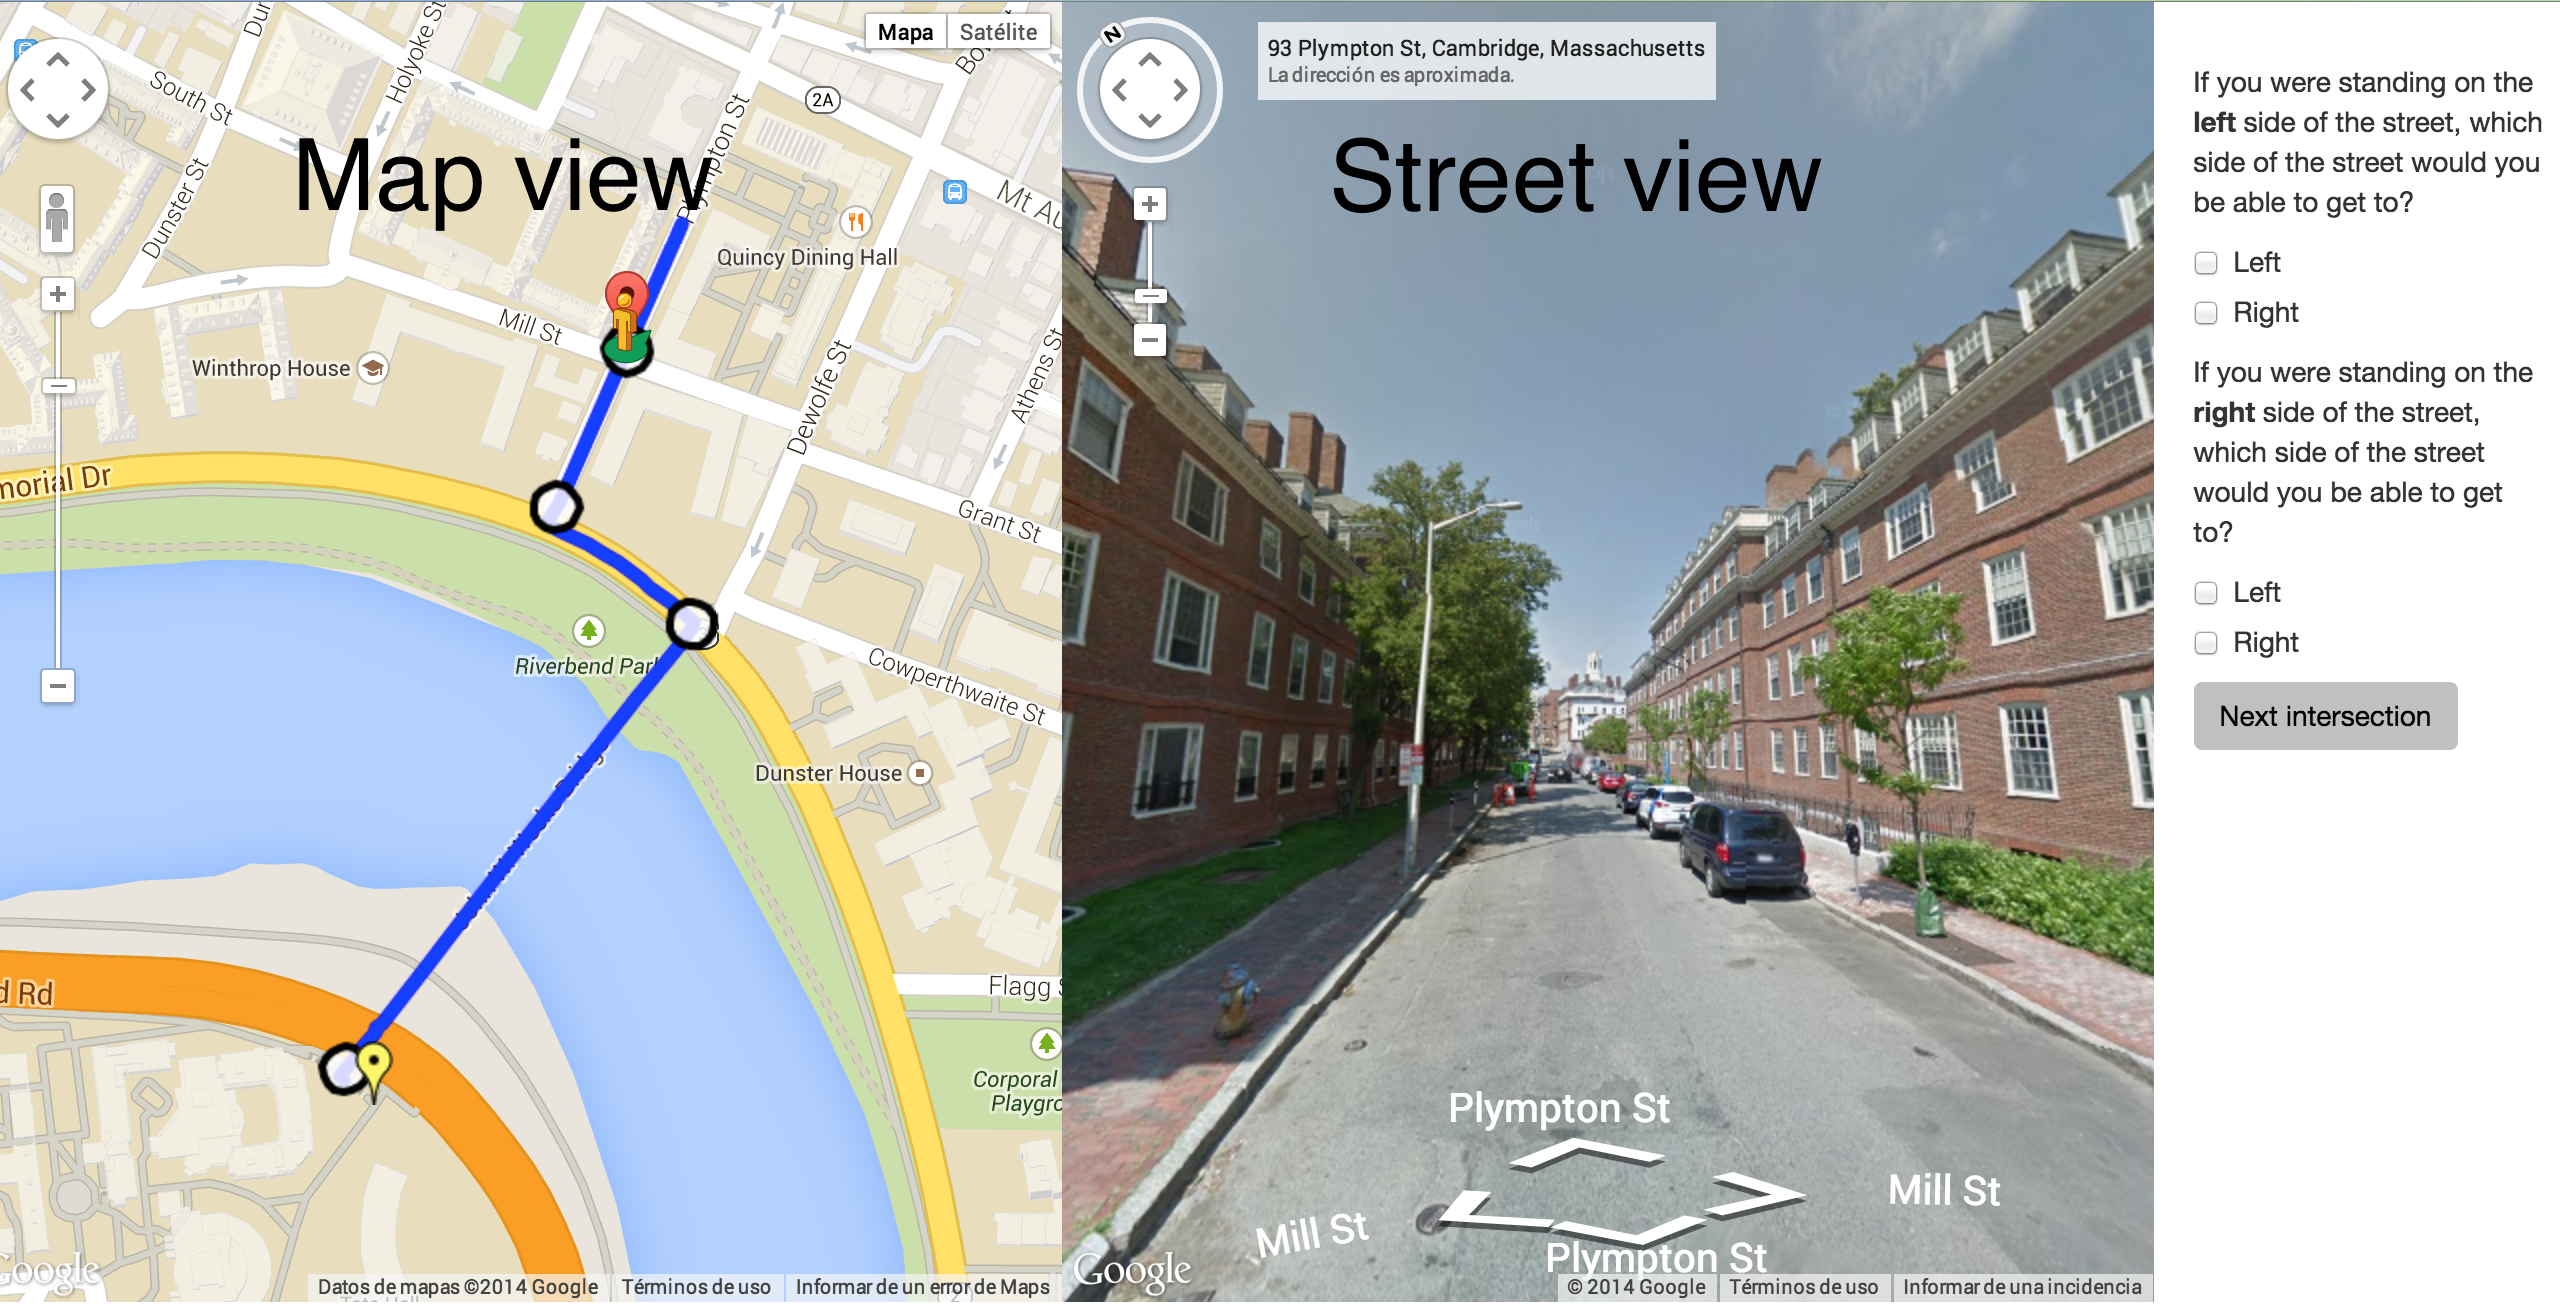 Mapa
Satélite
South St
Holyoke St
Dunster St
Plympton St
2A
Map view
Quincy Dining Hall
Mill St
Winthrop House
Dewolfe St
Athens St
Grant St
Riverbend Park
Cowperthwaite St
Dunster House
Flagg
Corporal
Playgro
Google
Datos de mapas ©2014 Google
Términos de uso
Informar de un error de Maps
N
93 Plympton St, Cambridge, Massachusetts
La dirección es aproximada.
Street view
Plympton St
Mill St
Mill St
Plympton St
Google
© 2014 Google
Términos de uso
Informar de una incidencia
If you were standing on the
left side of the street, which
side of the street would you
be able to get to?
Left
Right
If you were standing on the
right side of the street,
which side of the street
would you be able to get
to?
Left
Right
Next intersection